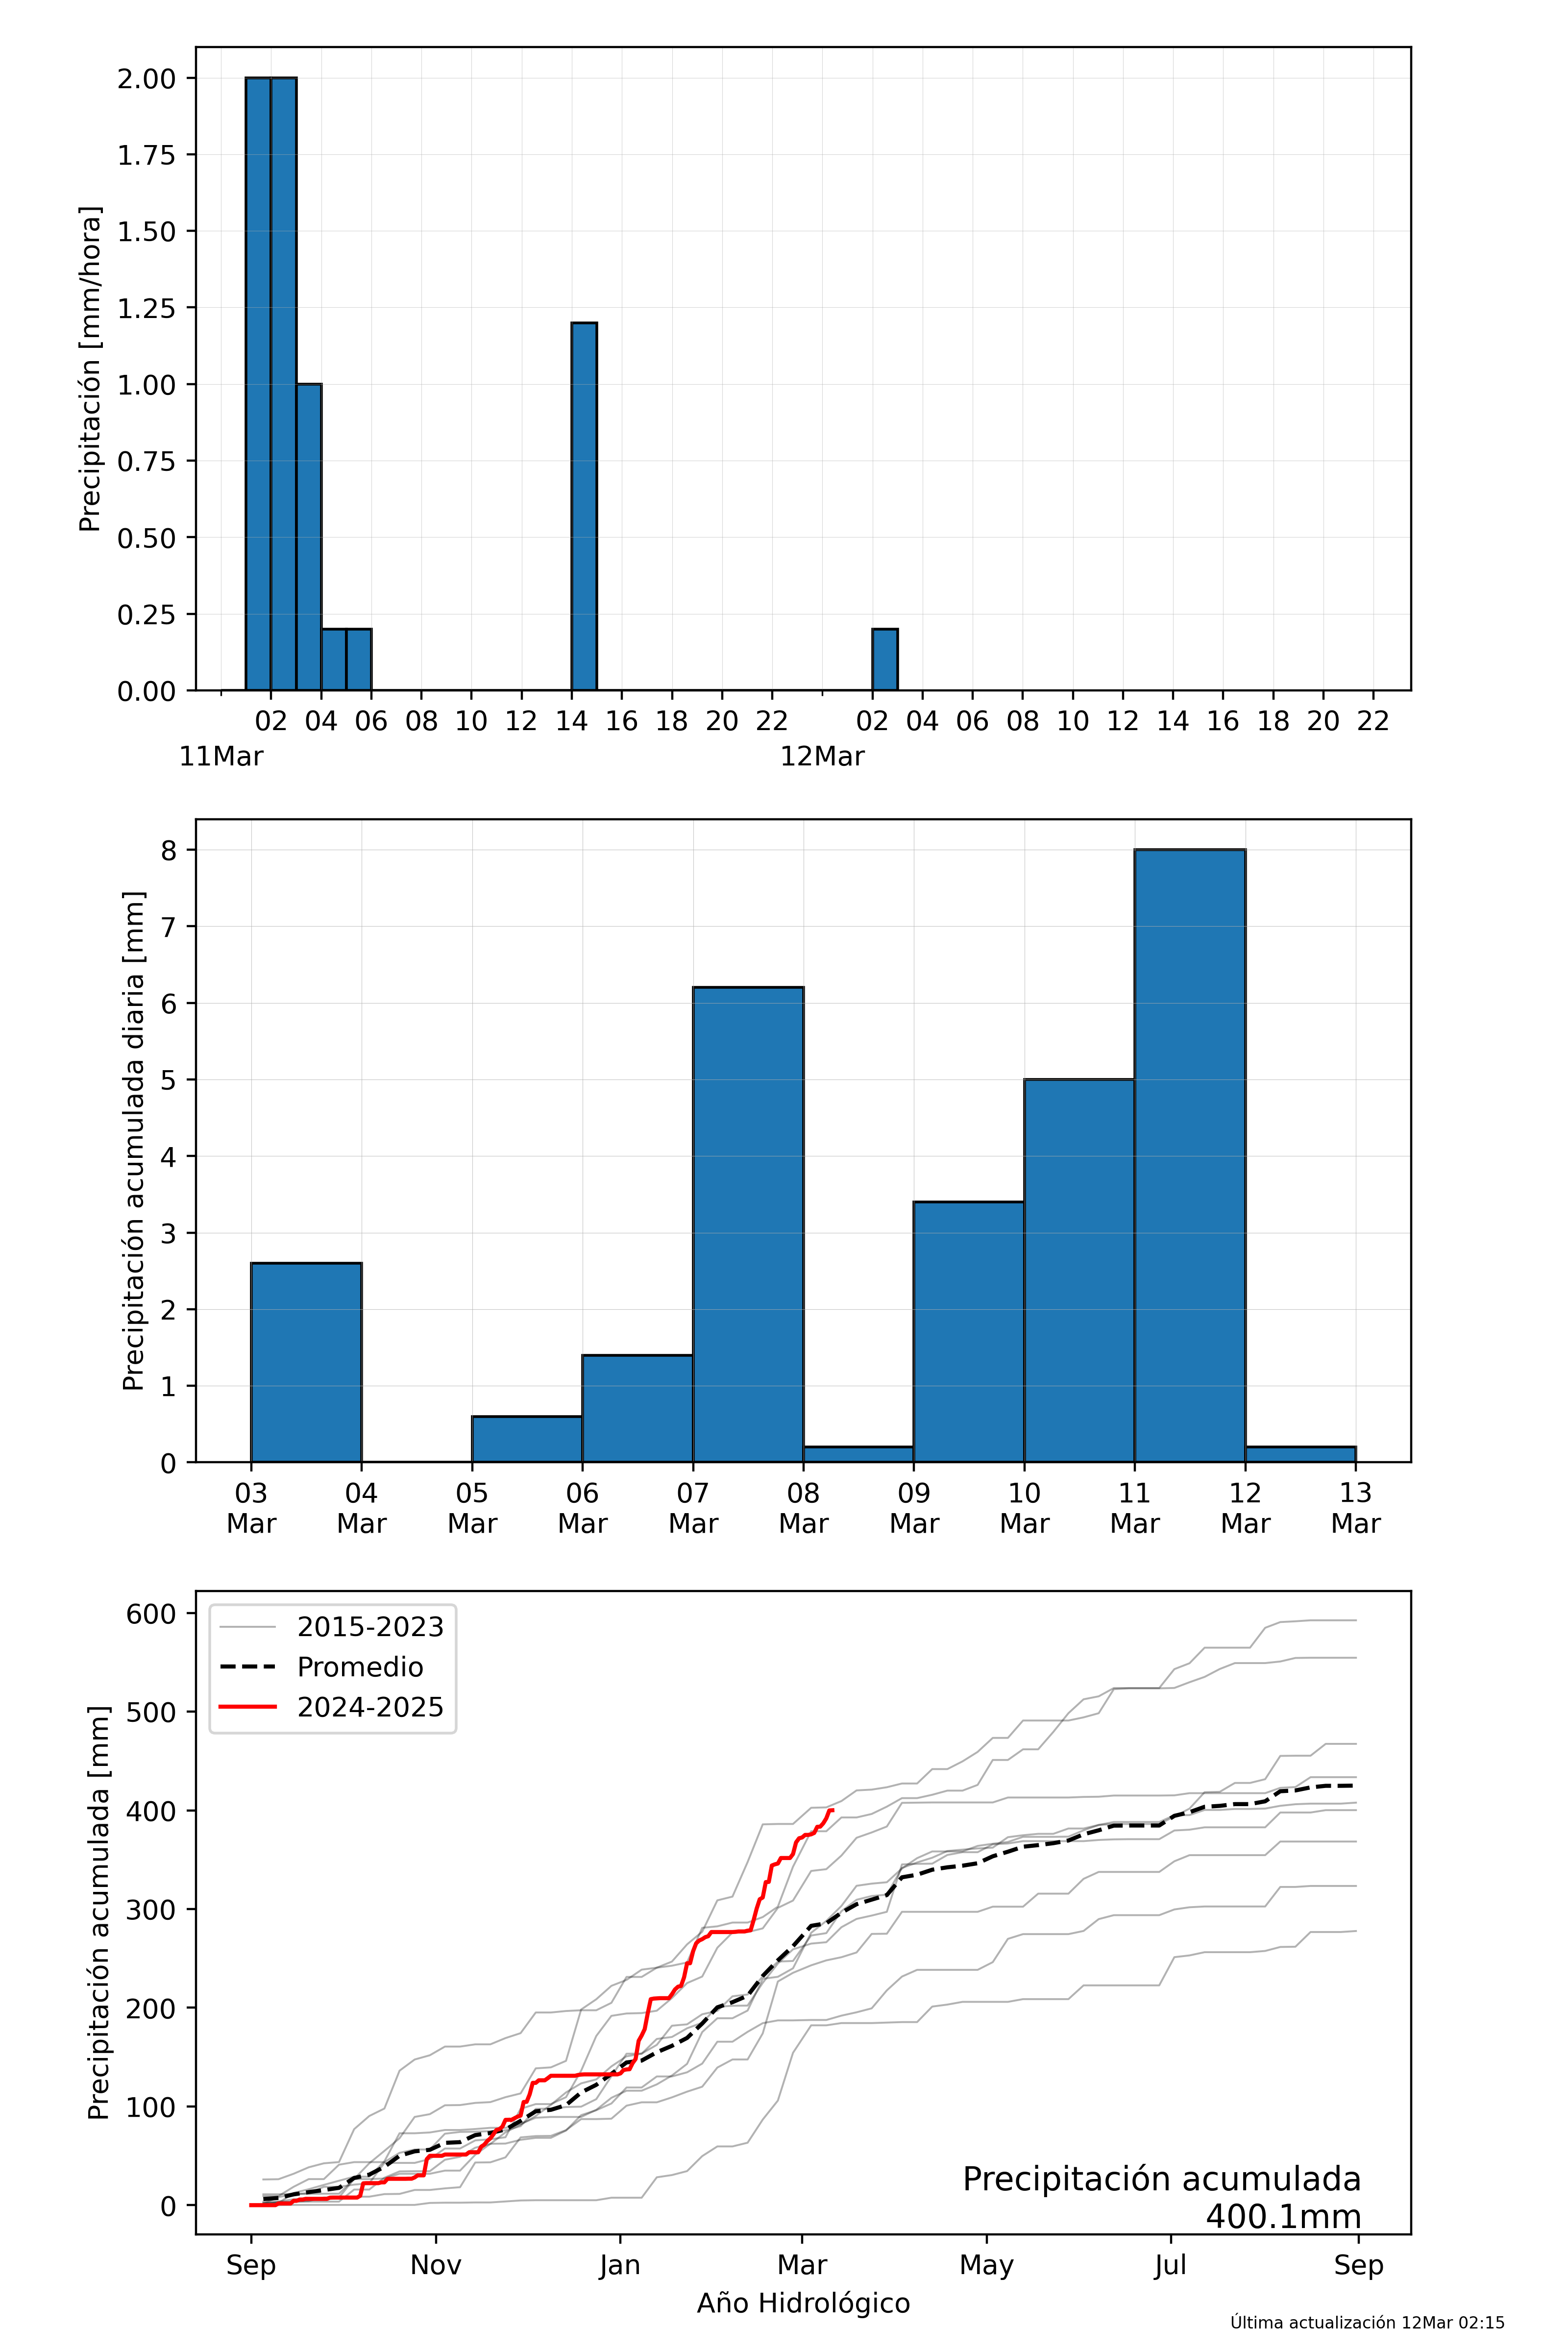 Precipitación [mm/hora]
2.00
1.75
1.50
1.25
1.00
0.75
0.50
0.25
0.00
02 04 06 08 10 12 14 16 18 20 22 02 04 06 08 10 12 14 16 18 20 22
11Mar 12Mar
Precipitación acumulada diaria [mm]
8
7
6
5
4
3
2
1
0
03 04 05 06 07 08 09 10 11 12 13
Mar Mar Mar Mar Mar Mar Mar Mar Mar Mar Mar
Precipitación acumulada [mm]
600
500
400
300
200
100
0
2015-2023
Promedio
2024-2025
Precipitación acumulada
400.1mm
Sep Nov Jan Mar May Jul Sep
Año Hidrológico
Última actualización 12Mar 02:15